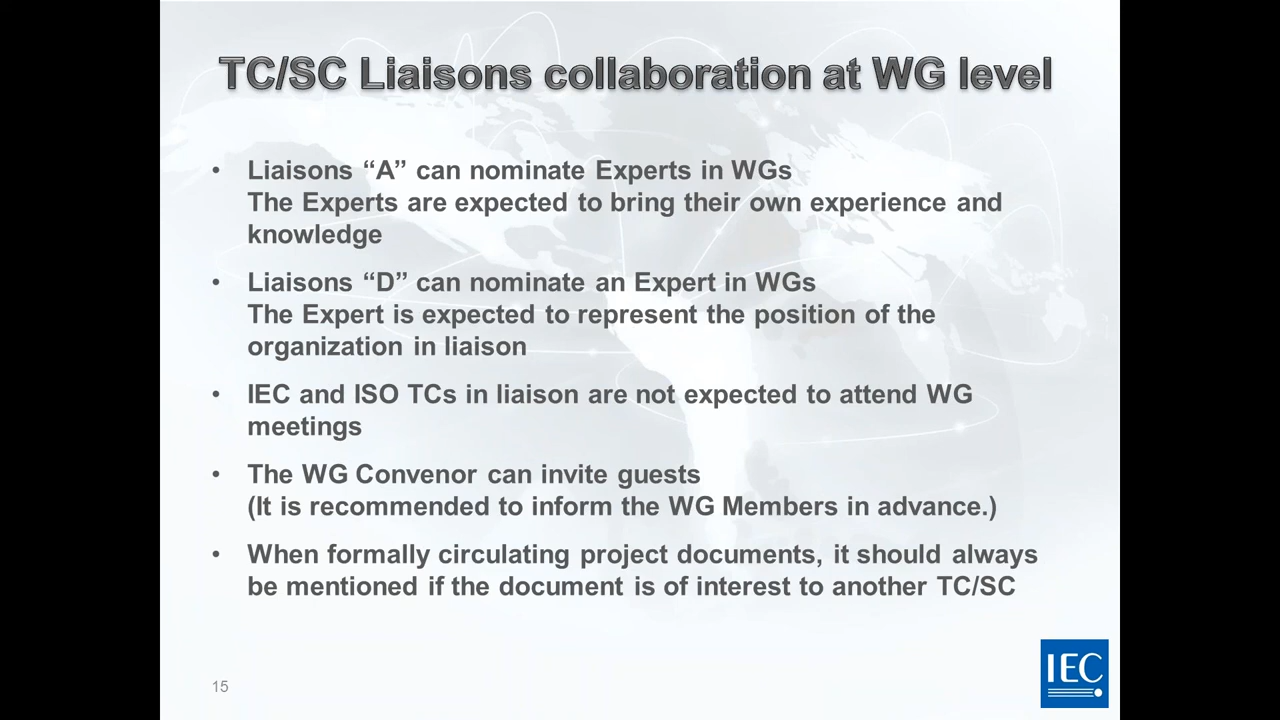 TC/SC Liaisons collaboration at WG level
• Liaisons “A” can nominate Experts in WGs
The Experts are expected to bring their own experience and
knowledge
• Liaisons “D” can nominate an Expert in WGs
The Expert is expected to represent the position of the
organization in liaison
• IEC and ISO TCs in liaison are not expected to attend WG
meetings
• The WG Convenor can invite guests
(It is recommended to inform the WG Members in advance.)
• When formally circulating project documents, it should always
be mentioned if the document is of interest to another TC/SC
15
IEC